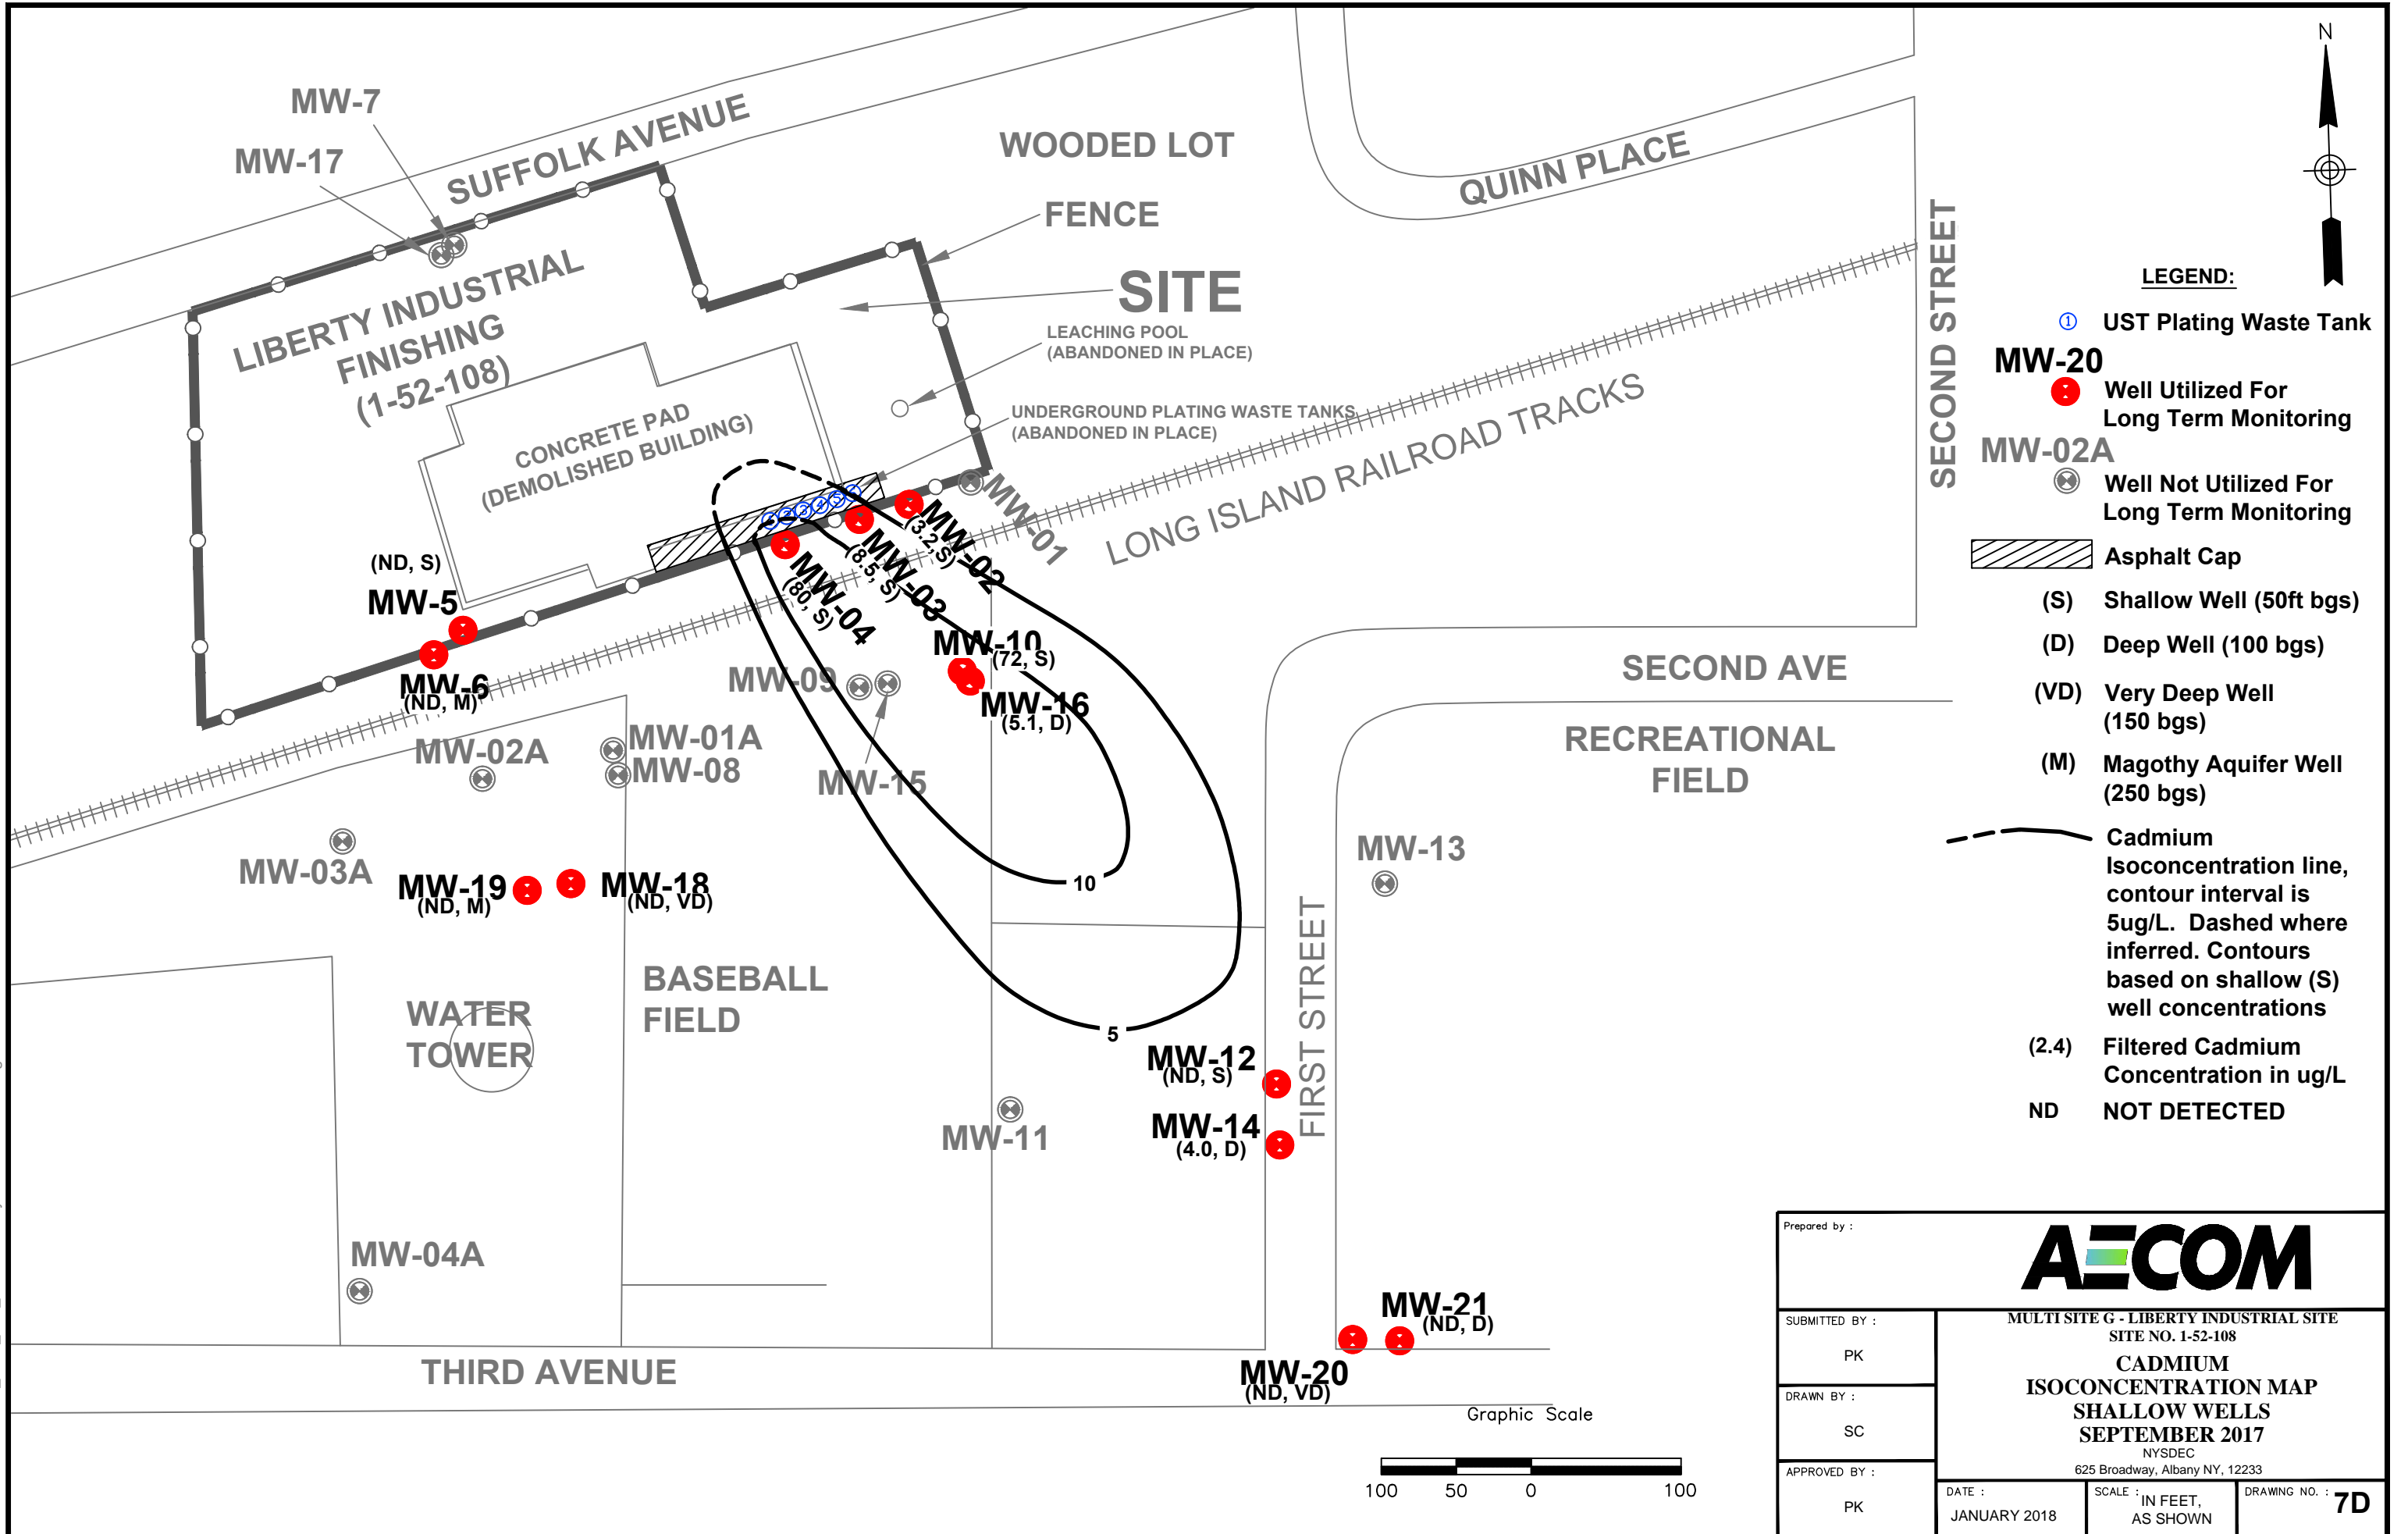 MW-7
MW-17
SUFFOLK AVENUE
WOODED LOT
QUINN PLACE
FENCE
SITE
LIBERTY INDUSTRIAL
FINISHING
(1-52-108)
LEACHING POOL
(ABANDONED IN PLACE)
UNDERGROUND PLATING WASTE TANKS
(ABANDONED IN PLACE)
CONCRETE PAD
(DEMOLISHED BUILDING)
LONG ISLAND RAILROAD TRACKS
SECOND STREET
MW-01
MW-02
(3.2,S)
MW-03
(8.5, S)
MW-04
(80, S)
(ND, S)
MW-5
MW-6
(ND, M)
MW-10
(72, S)
MW-16
(5.1, D)
MW-09
MW-15
MW-01A
MW-08
MW-02A
MW-03A
MW-19
(ND, M)
MW-18
(ND, VD)
SECOND AVE
RECREATIONAL
FIELD
MW-13
10
5
BASEBALL
FIELD
WATER
TOWER
FIRST STREET
MW-12
(ND, S)
MW-14
(4.0, D)
MW-11
MW-04A
MW-21
(ND, D)
MW-20
(ND, VD)
THIRD AVENUE
Graphic Scale
100 50 0 100
N
LEGEND:
1 UST Plating Waste Tank
MW-20
Well Utilized For
Long Term Monitoring
MW-02A
Well Not Utilized For
Long Term Monitoring
Asphalt Cap
(S) Shallow Well (50ft bgs)
(D) Deep Well (100 bgs)
(VD) Very Deep Well
(150 bgs)
(M) Magothy Aquifer Well
(250 bgs)
Cadmium
Isoconcentration line,
contour interval is
5ug/L. Dashed where
inferred. Contours
based on shallow (S)
well concentrations
(2.4) Filtered Cadmium
Concentration in ug/L
ND NOT DETECTED
Prepared by :
AECOM
SUBMITTED BY :
PK
DRAWN BY :
SC
APPROVED BY :
PK
MULTI SITE G - LIBERTY INDUSTRIAL SITE
SITE NO. 1-52-108
CADMIUM
ISOCONCENTRATION MAP
SHALLOW WELLS
SEPTEMBER 2017
NYSDEC
625 Broadway, Albany NY, 12233
DATE :
JANUARY 2018
SCALE :
IN FEET,
AS SHOWN
DRAWING NO. :
7D